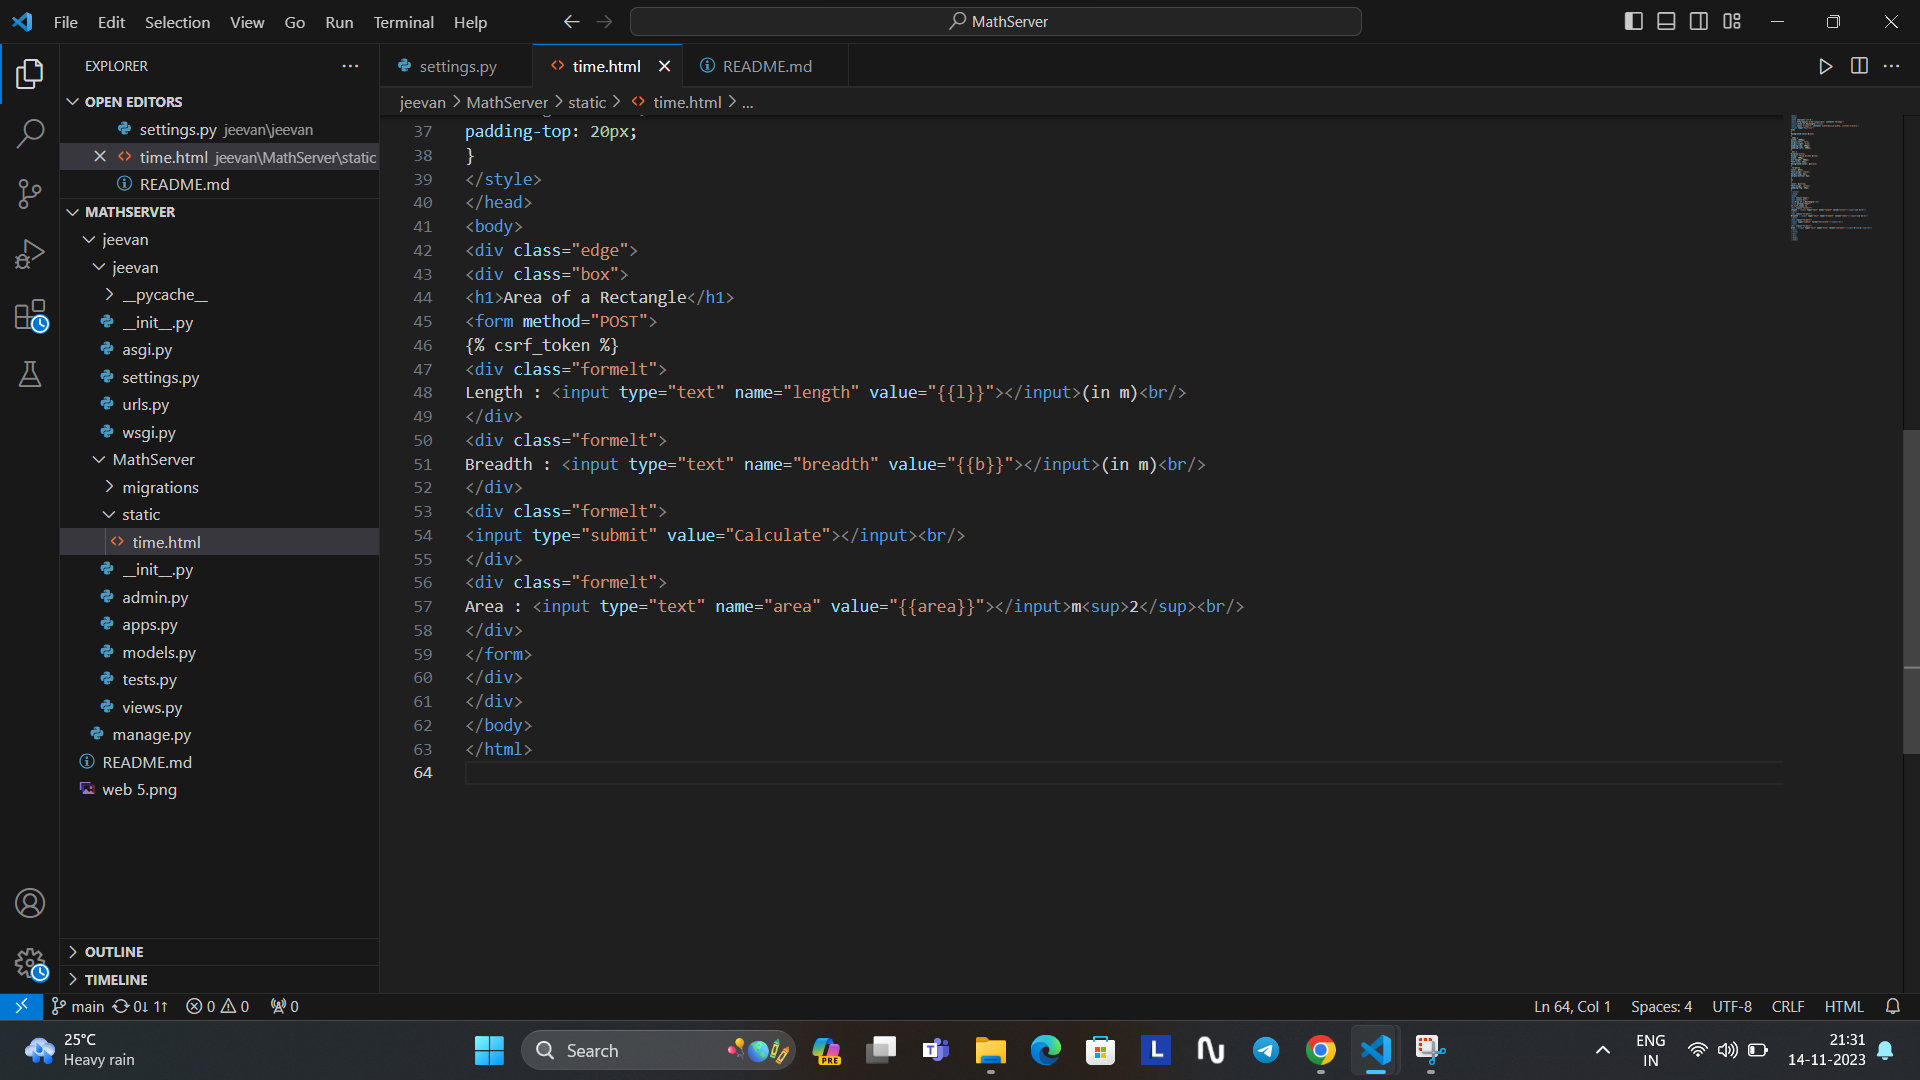 File Edit Selection View Go Run Terminal Help
MathServer
EXPLORER
OPEN EDITORS
settings.py jeevan\jeevan
time.html jeevan\MathServer\static
README.md
MATHSERVER
jeevan
jeevan
__pycache__
__init__.py
asgi.py
settings.py
urls.py
wsgi.py
MathServer
migrations
static
time.html
__init__.py
admin.py
apps.py
models.py
tests.py
views.py
manage.py
README.md
web 5.png
OUTLINE
TIMELINE
settings.py time.html README.md
jeevan > MathServer > static > time.html > ...
37 padding-top: 20px;
38 }
39 </style>
40 </head>
41 <body>
42 <div class="edge">
43 <div class="box">
44 <h1>Area of a Rectangle</h1>
45 <form method="POST">
46 {% csrf_token %}
47 <div class="formelt">
48 Length : <input type="text" name="length" value="{{l}}"></input>(in m)<br/>
49 </div>
50 <div class="formelt">
51 Breadth : <input type="text" name="breadth" value="{{b}}"></input>(in m)<br/>
52 </div>
53 <div class="formelt">
54 <input type="submit" value="Calculate"></input><br/>
55 </div>
56 <div class="formelt">
57 Area : <input type="text" name="area" value="{{area}}"></input>m<sup>2</sup><br/>
58 </div>
59 </form>
60 </div>
61 </div>
62 </body>
63 </html>
64
main 0↓ 1↑ 0 0 0
Ln 64, Col 1 Spaces: 4 UTF-8 CRLF HTML
25°C
Heavy rain
Search
PRE
L
ENG
IN
21:31
14-11-2023